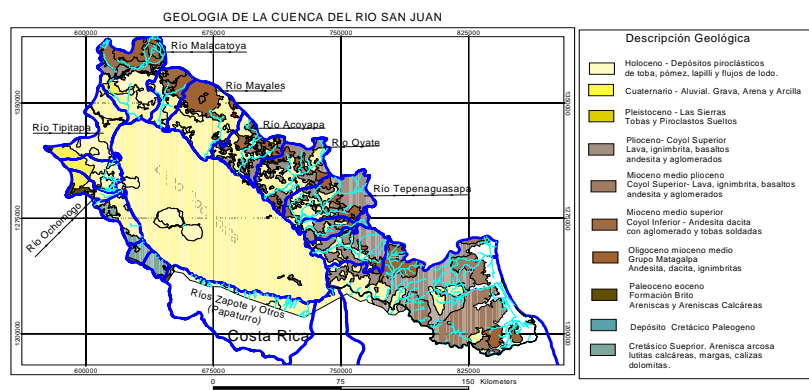 GEOLOGIA DE LA CUENCA DEL RIO SAN JUAN
600000 675000 750000 825000
Río Malacatoya
Río Mayales
Río Acoyapa
Río Oyate
Río Tepenaguasapa
Río Tipitapa
Río Ochomogo
Ríos Zapote y Otros
(Papaturro)
Costa Rica
1275000
1200000
1275000
600000 675000 750000 825000
0 75 150 Kilometers
Descripción Geológica
Holoceno - Depósitos piroclásticos
de toba, pómez, lapilli y flujos de lodo.
Cuaternario - Aluvial. Grava, Arena y Arcilla
Pleistoceno - Las Sierras
Tobas y Piroclastos Sueltos
Plioceno- Coyol Superior
Lava, ignimbrita, basaltos
andesita y aglomerados
Mioceno medio plioceno
Coyol Superior- Lava, ignimbrita, basaltos
andesita y aglomerados
Mioceno medio superior
Coyol Inferior - Andesita dacita
con aglomerado y tobas soldadas
Oligoceno mioceno medio
Grupo Matagalpa
Andesita, dacita, ignimbritas
Paleoceno eoceno
Formación Brito
Areniscas y Areniscas Calcáreas
Depósito Cretácico Paleogeno
Cretásico Sueprior. Arenisca arcosa
lutitas calcáreas, margas, calizas
dolomitas.